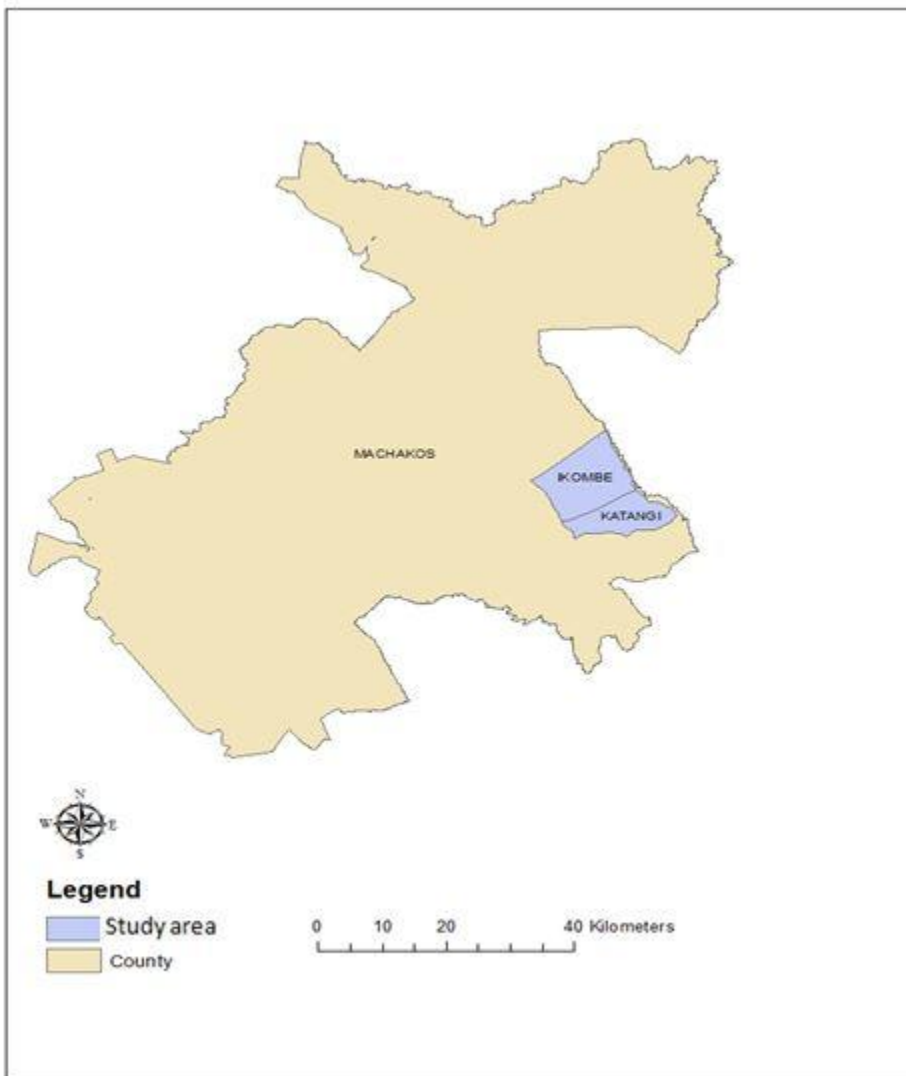 MACHAKOS
IKOMBE
KATANGI
N
W E
S
Legend
Study area
County
0 10 20 40 Kilometers